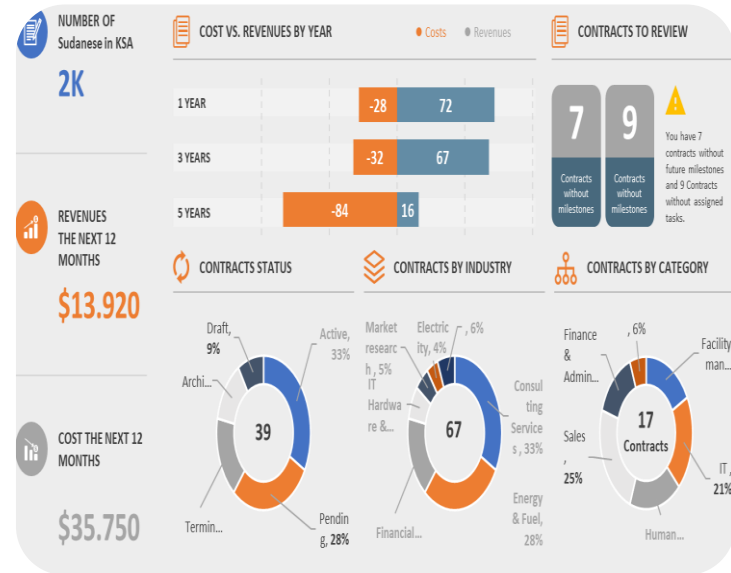 NUMBER OF
Sudanese in KSA
2K
REVENUES
THE NEXT 12
MONTHS
$13.920
COST THE NEXT 12
MONTHS
$35.750
COST VS. REVENUES BY YEAR
Costs
Revenues
1 YEAR
-28
72
3 YEARS
-32
67
5 YEARS
-84
16
CONTRACTS TO REVIEW
7
Contracts
without
milestones
9
Contracts
without
milestones
You have 7
contracts without
future milestones
and 9 Contracts
without assigned
tasks.
CONTRACTS STATUS
Draft,
9%
Active,
33%
Archi...
39
Termin...
Pendin
g, 28%
CONTRACTS BY INDUSTRY
Market
researc
h , 5%
Electric
ity, 4%
, 6%
IT
Hardwa
re &...
67
Consul
ting
Service
s , 33%
Financial...
Energy
& Fuel,
28%
CONTRACTS BY CATEGORY
Finance
&
Admin...
, 6%
Facility
man...
17
Contracts
Sales
,
25%
IT ,
21%
Human...